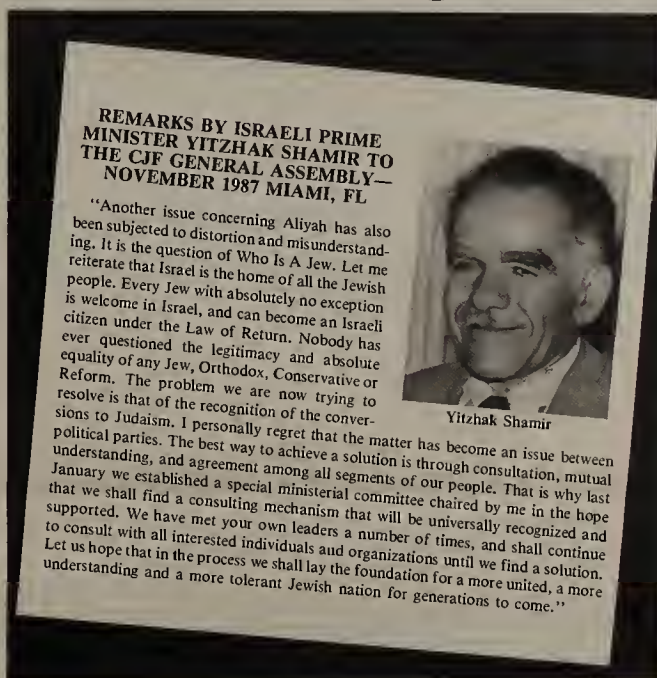 REMARKS BY ISRAELI PRIME
MINISTER YITZHAK SHAMIR TO
THE CJF GENERAL ASSEMBLY—
NOVEMBER 1987 MIAMI, FL
"Another issue concerning Aliyah has also
been subjected to distortion and misunderstand-
ing. It is the question of Who Is A Jew. Let me
reiterate that Israel is the home of all the Jewish
people. Every Jew with absolutely no exception
is welcome in Israel, and can become an Israeli
citizen under the Law of Return. Nobody has
ever questioned the legitimacy and absolute
equality of any Jew, Orthodox, Conservative or
Reform. The problem we are now trying to
resolve is that of the recognition of the conver-
sions to Judaism. I personally regret that the matter has become an issue between
political parties. The best way to achieve a solution is through consultation, mutual
understanding, and agreement among all segments of our people. That is why last
January we established a special ministerial committee chaired by me in the hope
that we shall find a consulting mechanism that will be universally recognized and
supported. We have met your own leaders a number of times, and shall continue
to consult with all interested individuals and organizations until we find a solution.
Let us hope that in the process we shall lay the foundation for a more united, a more
understanding and a more tolerant Jewish nation for generations to come."
Yitzhak Shamir